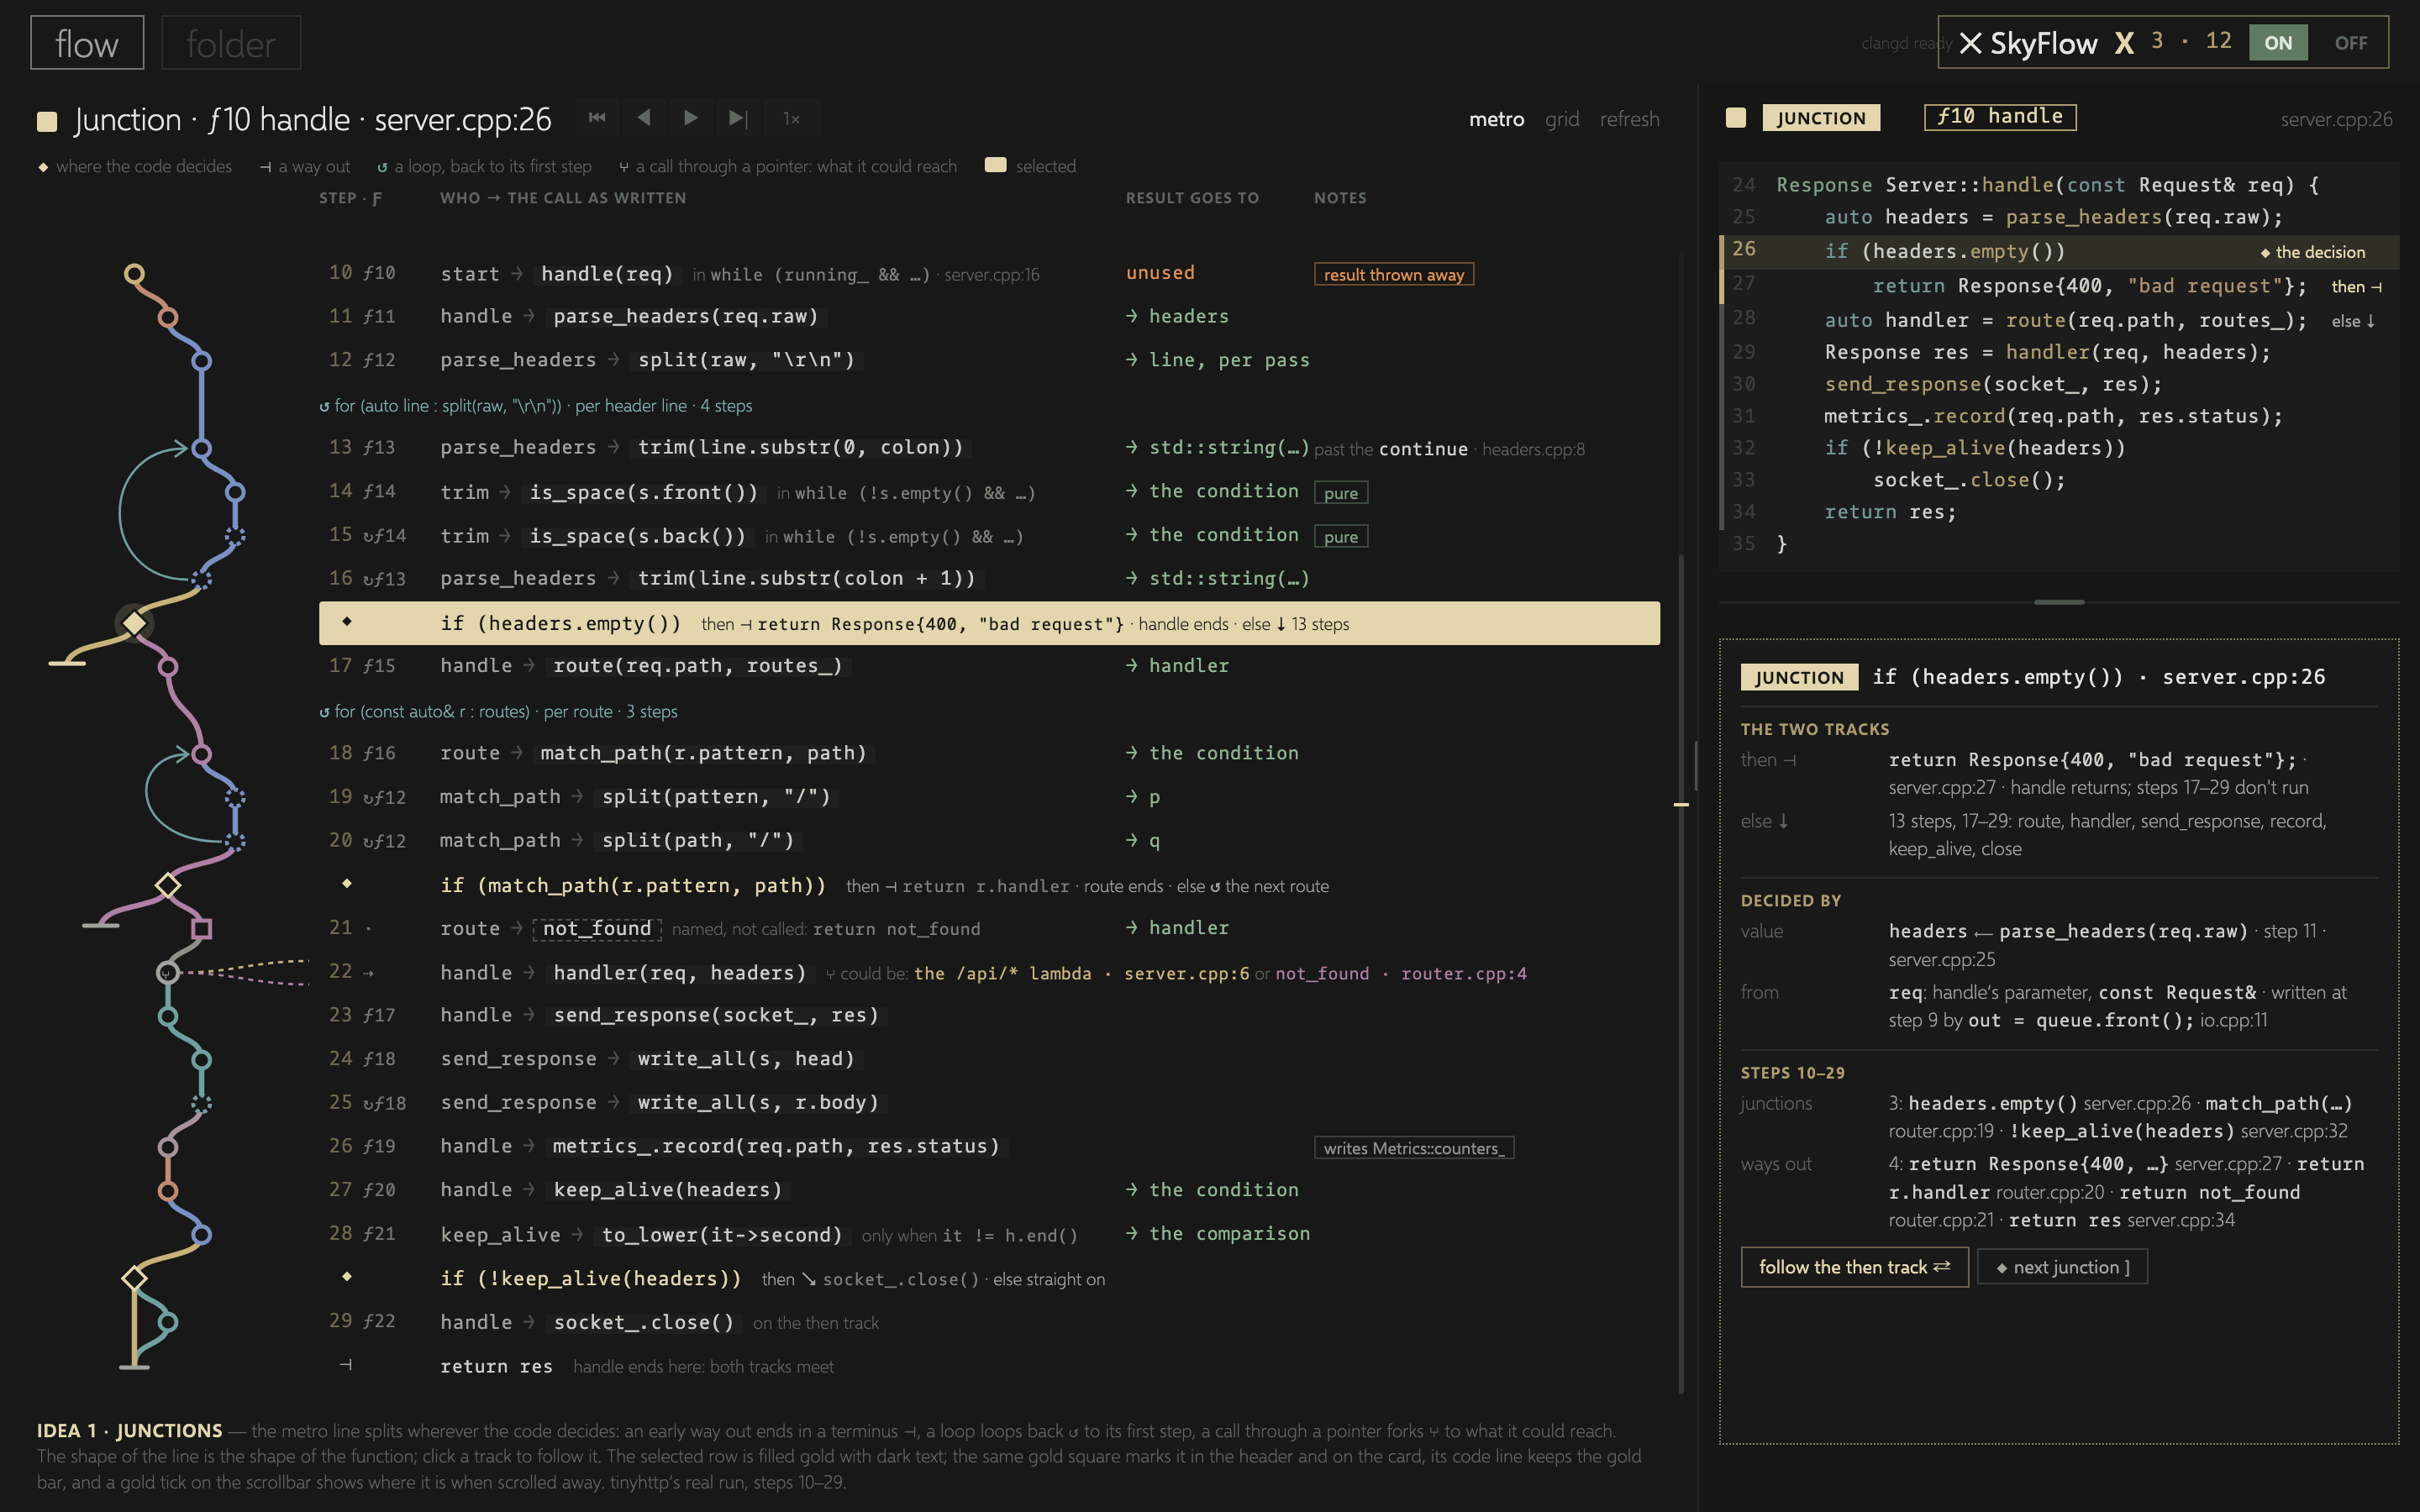 flow folder clangd ready ✕ SkyFlow X 3 · 12 ON OFF
Junction · ƒ10 handle · server.cpp:26 ⏮ ◀ ▶ ▶| 1× metro grid refresh
◆ where the code decides ⊣ a way out ↺ a loop, back to its first step ⑂ a call through a pointer: what it could reach selected
STEP · F WHO → THE CALL AS WRITTEN RESULT GOES TO NOTES
10 ƒ10 start → handle(req) in while (running_ && …) · server.cpp:16 unused result thrown away
11 ƒ11 handle → parse_headers(req.raw) → headers
12 ƒ12 parse_headers → split(raw, "\r\n") → line, per pass
↺ for (auto line : split(raw, "\r\n")) · per header line · 4 steps
13 ƒ13 parse_headers → trim(line.substr(0, colon)) → std::string(…) past the continue · headers.cpp:8
14 ƒ14 trim → is_space(s.front()) in while (!s.empty() && …) → the condition pure
15 ↻ƒ14 trim → is_space(s.back()) in while (!s.empty() && …) → the condition pure
16 ↻ƒ13 parse_headers → trim(line.substr(colon + 1)) → std::string(…)
◆ if (headers.empty()) then ⊣ return Response{400, "bad request"} · handle ends · else ↓ 13 steps
17 ƒ15 handle → route(req.path, routes_) → handler
↺ for (const auto& r : routes) · per route · 3 steps
18 ƒ16 route → match_path(r.pattern, path) → the condition
19 ↻ƒ12 match_path → split(pattern, "/") → p
20 ↻ƒ12 match_path → split(path, "/") → q
◆ if (match_path(r.pattern, path)) then ⊣ return r.handler · route ends · else ↺ the next route
21 · route → not_found named, not called: return not_found → handler
22 ⇢ handle → handler(req, headers) ⑂ could be: the /api/* lambda · server.cpp:6 or not_found · router.cpp:4
23 ƒ17 handle → send_response(socket_, res)
24 ƒ18 send_response → write_all(s, head)
25 ↻ƒ18 send_response → write_all(s, r.body)
26 ƒ19 handle → metrics_.record(req.path, res.status) writes Metrics::counters_
27 ƒ20 handle → keep_alive(headers) → the condition
28 ƒ21 keep_alive → to_lower(it->second) only when it != h.end() → the comparison
◆ if (!keep_alive(headers)) then ↘ socket_.close() · else straight on
29 ƒ22 handle → socket_.close() on the then track
⊣ return res handle ends here: both tracks meet
IDEA 1 · JUNCTIONS — the metro line splits wherever the code decides: an early way out ends in a terminus ⊣, a loop loops back ↺ to its first step, a call through a pointer forks ⑂ to what it could reach.
The shape of the line is the shape of the function; click a track to follow it. The selected row is filled gold with dark text; the same gold square marks it in the header and on the card, its code line keeps the gold
bar, and a gold tick on the scrollbar shows where it is when scrolled away. tinyhttp's real run, steps 10–29.
JUNCTION ƒ10 handle server.cpp:26
24 Response Server::handle(const Request& req) {
25 auto headers = parse_headers(req.raw);
26 if (headers.empty()) ◆ the decision
27 return Response{400, "bad request"}; then ⊣
28 auto handler = route(req.path, routes_); else ↓
29 Response res = handler(req, headers);
30 send_response(socket_, res);
31 metrics_.record(req.path, res.status);
32 if (!keep_alive(headers))
33 socket_.close();
34 return res;
35 }
JUNCTION if (headers.empty()) · server.cpp:26
THE TWO TRACKS
then ⊣ return Response{400, "bad request"}; ·
server.cpp:27 · handle returns; steps 17–29 don't run
else ↓ 13 steps, 17–29: route, handler, send_response, record,
keep_alive, close
DECIDED BY
value headers ⟵ parse_headers(req.raw) · step 11 ·
server.cpp:25
from req: handle's parameter, const Request& · written at
step 9 by out = queue.front(); io.cpp:11
STEPS 10–29
junctions 3: headers.empty() server.cpp:26 · match_path(…)
router.cpp:19 · !keep_alive(headers) server.cpp:32
ways out 4: return Response{400, …} server.cpp:27 · return
r.handler router.cpp:20 · return not_found
router.cpp:21 · return res server.cpp:34
follow the then track ⇄ ◆ next junction ]